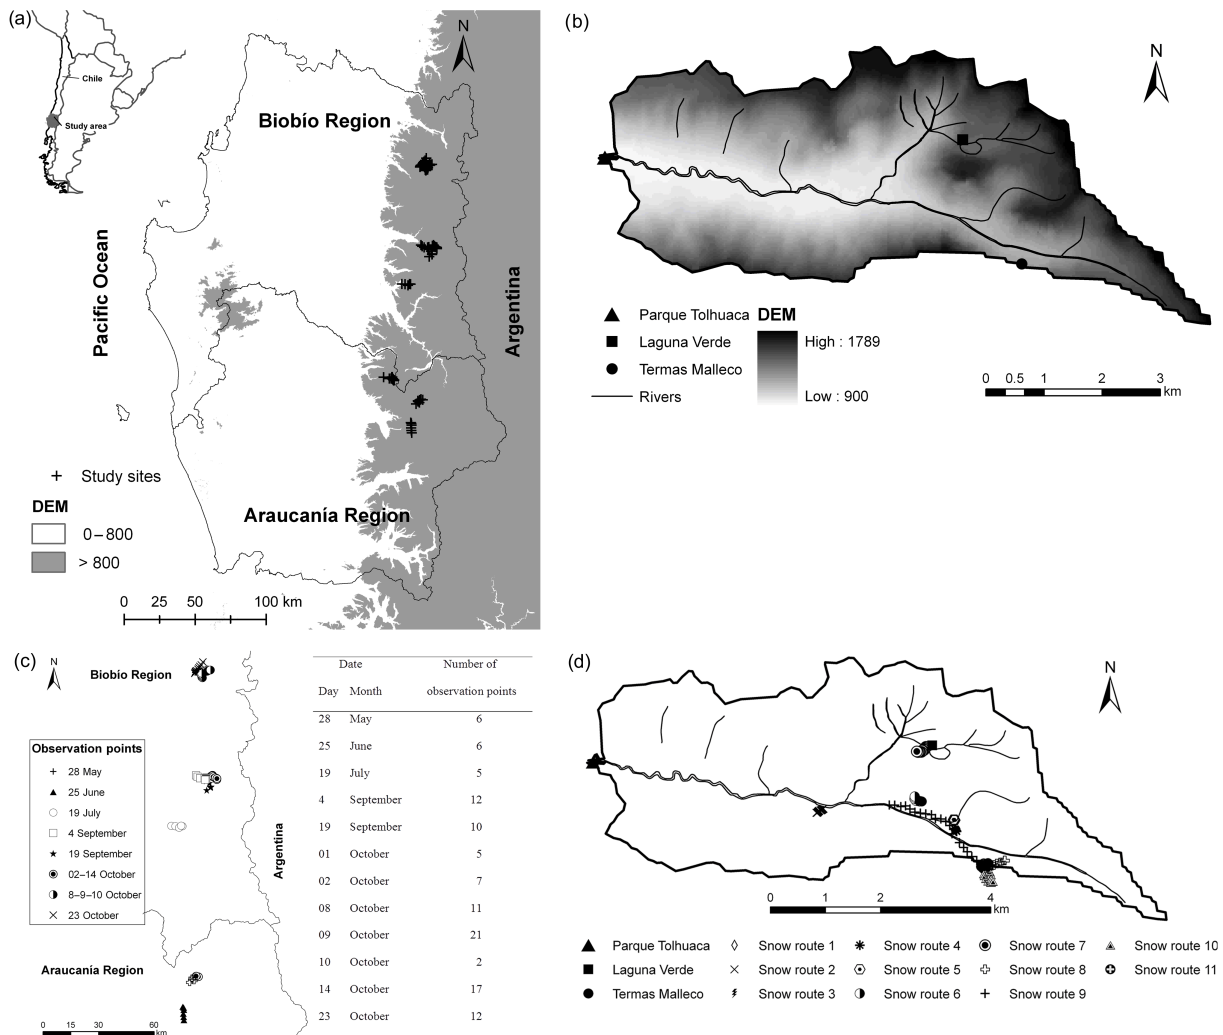 (a)
N
Chile
Study area
Biobío Region
Pacific Ocean
Argentina
Study sites
DEM
0–800
> 800
Araucanía Region
0 25 50 100 km
(b)
N
Parque Tolhuaca
Laguna Verde
Termas Malleco
Rivers
DEM
High : 1789
Low : 900
0 0.5 1 2 3
km
(c)
N
Biobío Region
Observation points
28 May
25 June
19 July
4 September
19 September
02–14 October
8–9–10 October
23 October
Argentina
Araucanía Region
0 15 30 60
km
Date Number of
Day Month observation points
28 May 6
25 June 6
19 July 5
4 September 12
19 September 10
01 October 5
02 October 7
08 October 11
09 October 21
10 October 2
14 October 17
23 October 12
(d)
N
0 1 2 4
km
Parque Tolhuaca Snow route 1 Snow route 4 Snow route 7 Snow route 10
Laguna Verde Snow route 2 Snow route 5 Snow route 8 Snow route 11
Termas Malleco Snow route 3 Snow route 6 Snow route 9